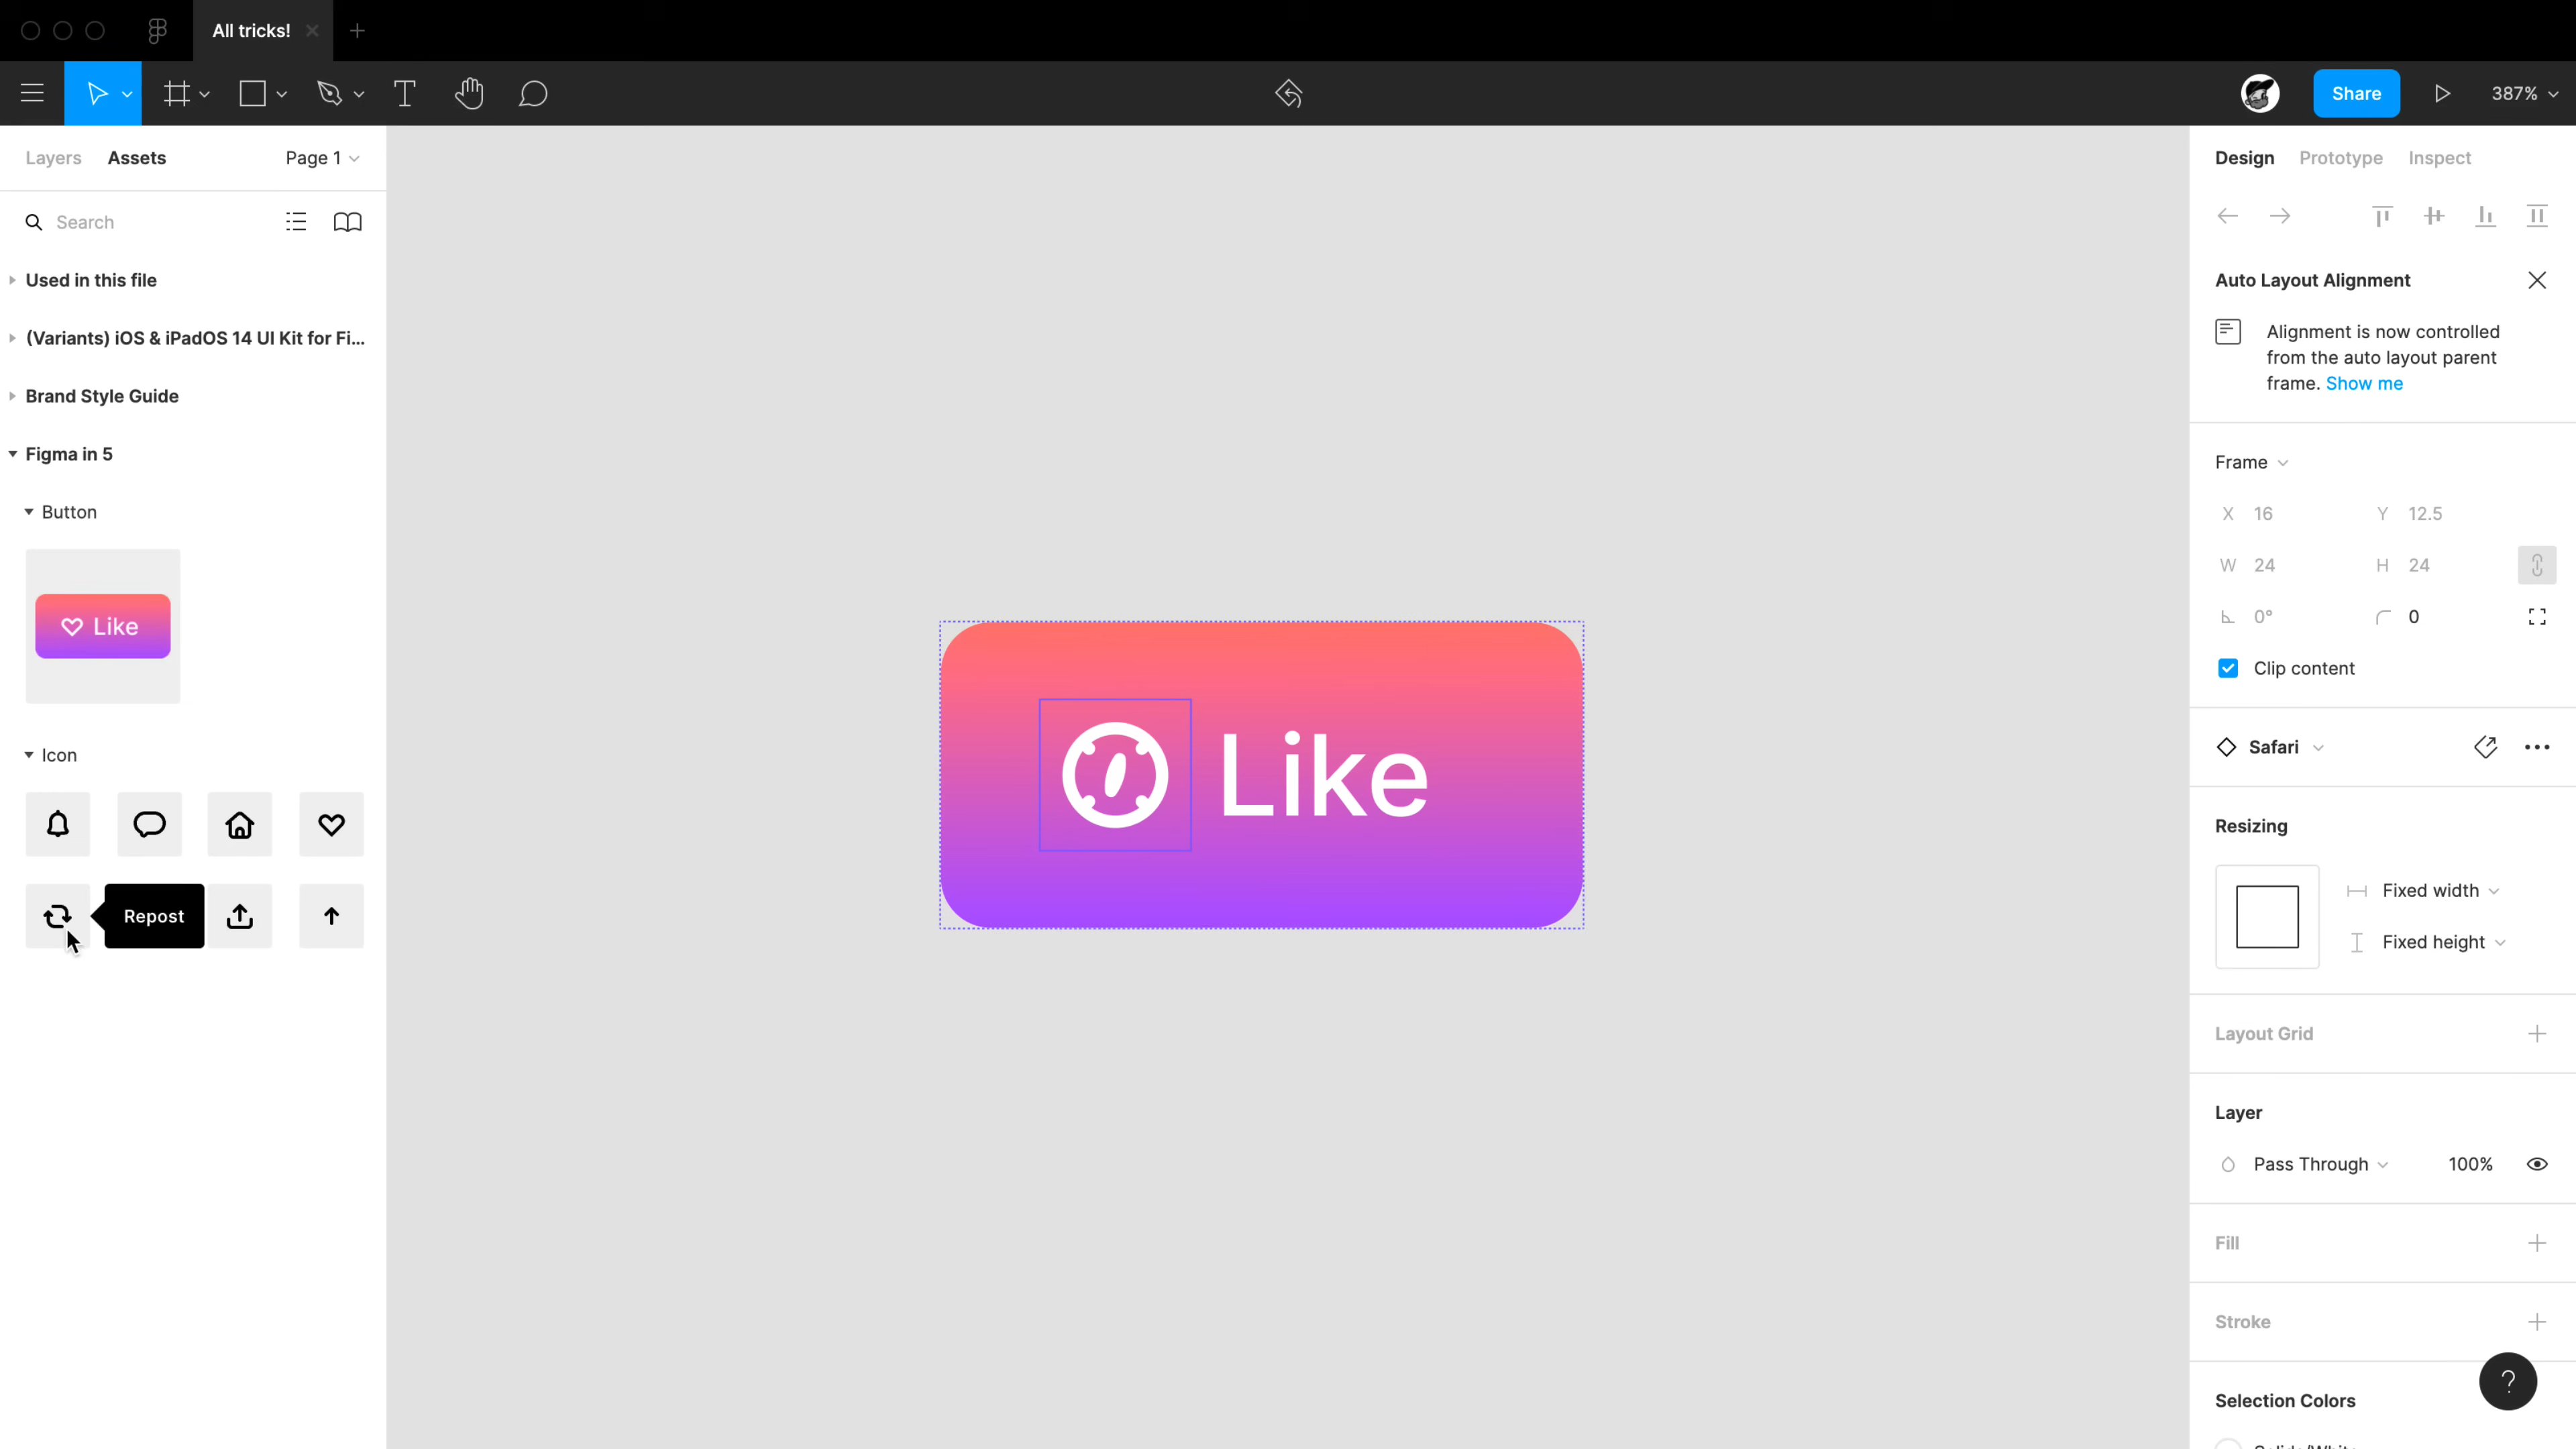 All tricks!
Share
387%
Layers
Assets
Page 1
Search
Used in this file
(Variants) iOS & iPadOS 14 UI Kit for Fi...
Brand Style Guide
Figma in 5
Button
Like
Icon
Repost
Like
Design
Prototype
Inspect
Auto Layout Alignment
Alignment is now controlled
from the auto layout parent
frame. Show me
Frame
X 16
Y 12.5
W 24
H 24
0°
0
Clip content
Safari
Resizing
Fixed width
Fixed height
Layout Grid
Layer
Pass Through
100%
Fill
Stroke
?
Selection Colors